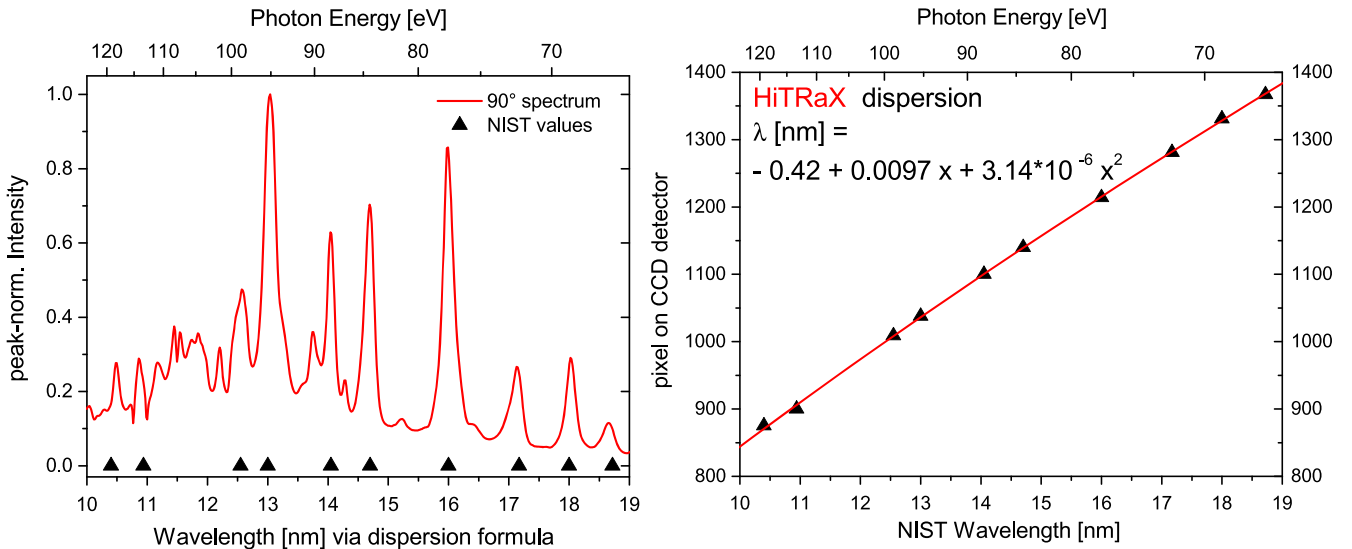 Photon Energy [eV]
120 110 100 90 80 70
1.0
0.8
0.6
0.4
0.2
0.0
peak-norm. Intensity
90° spectrum
NIST values
10 11 12 13 14 15 16 17 18 19
Wavelength [nm] via dispersion formula
Photon Energy [eV]
120 110 100 90 80 70
1400
1300
1200
1100
1000
900
800
pixel on CCD detector
HiTRaX dispersion
λ [nm] =
- 0.42 + 0.0097 x + 3.14*10⁻⁶ x²
1400
1300
1200
1100
1000
900
800
10 11 12 13 14 15 16 17 18 19
NIST Wavelength [nm]